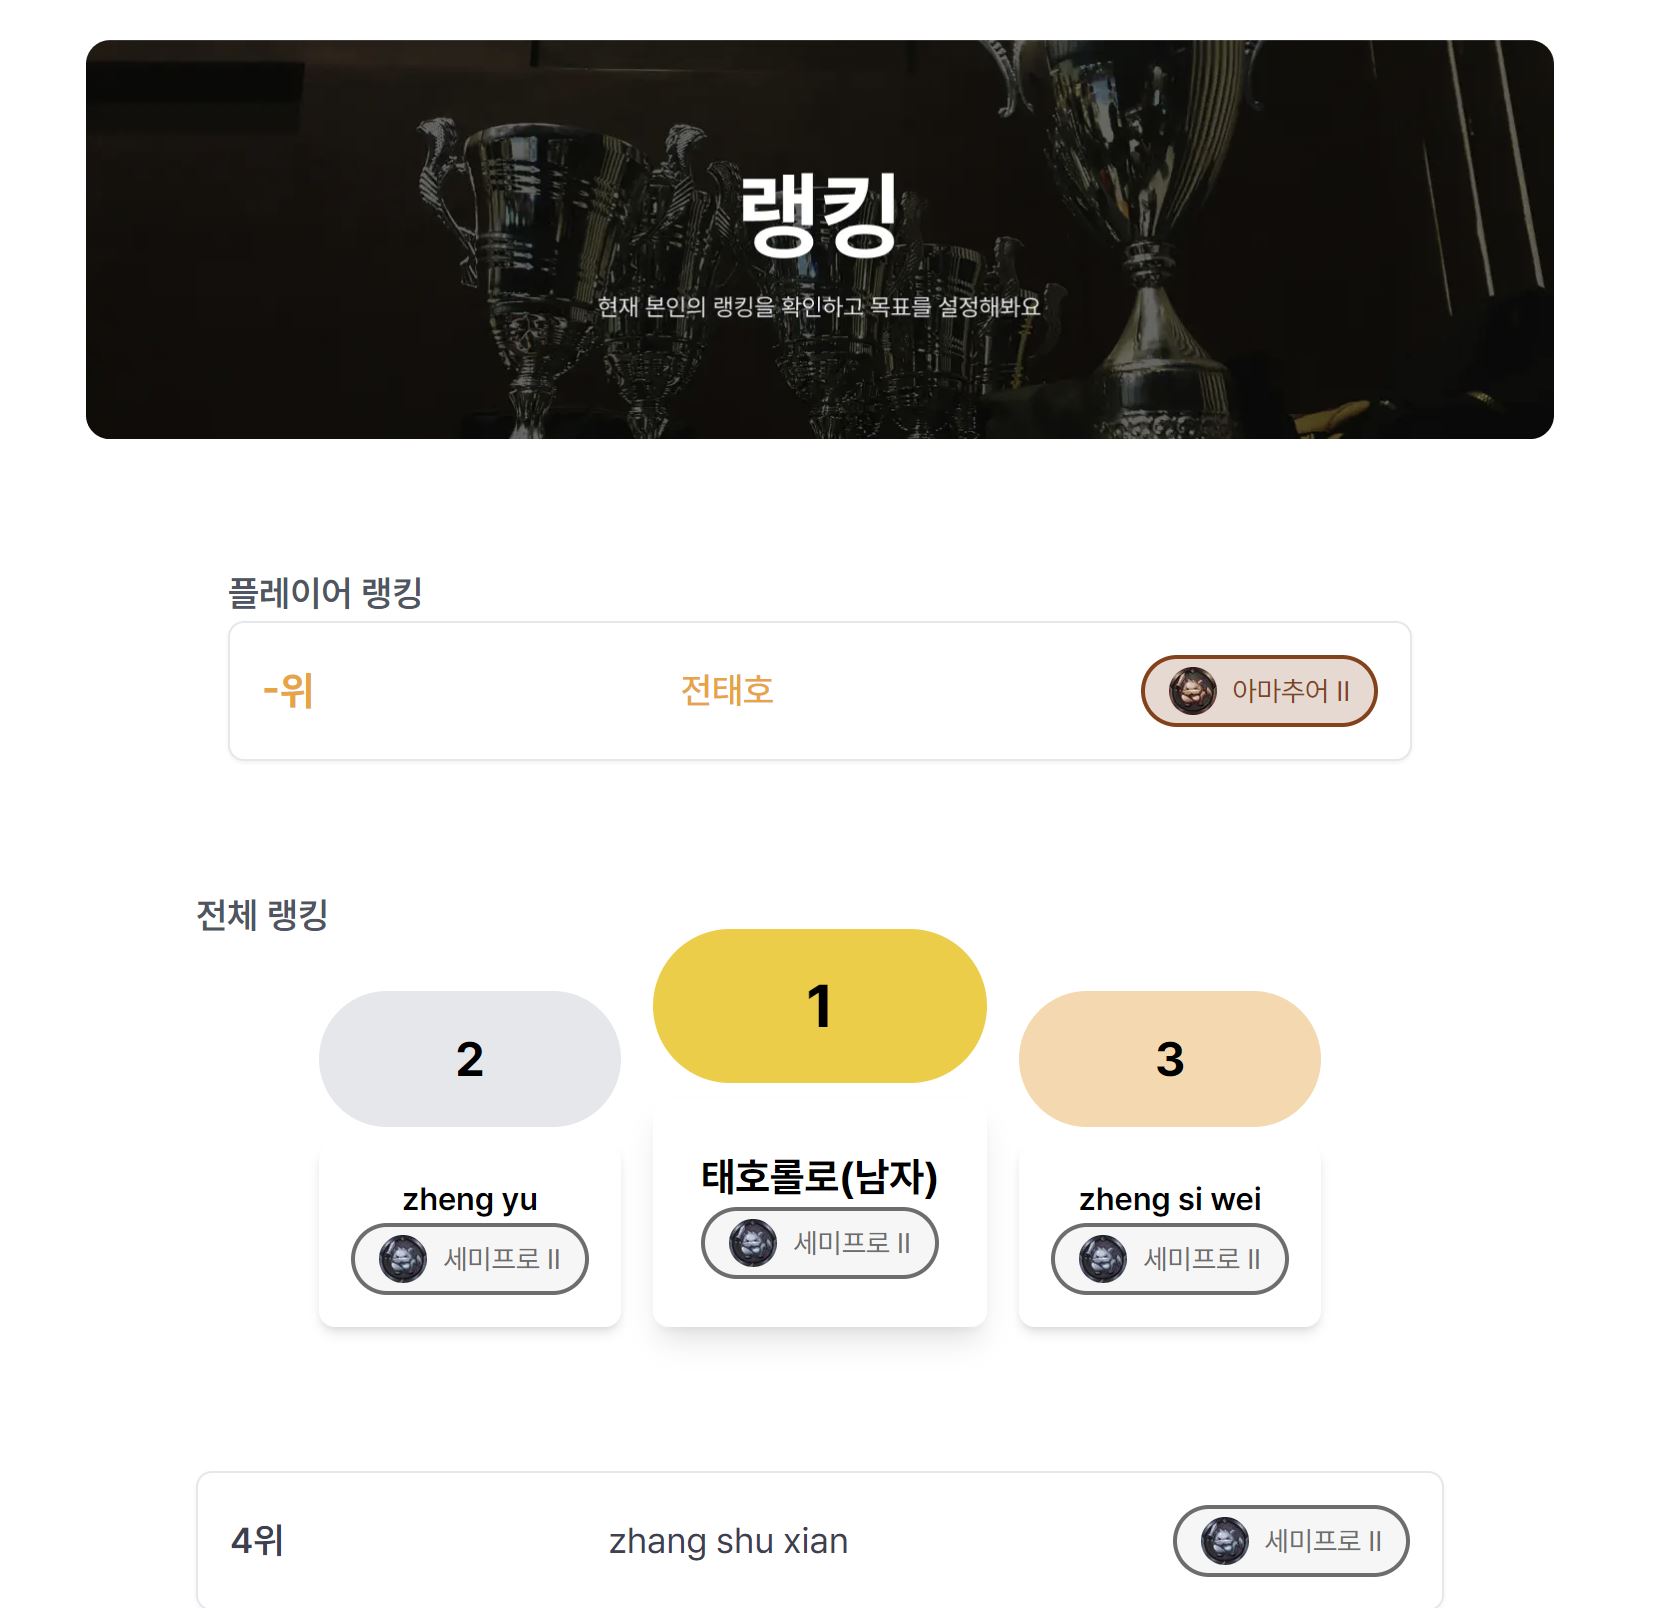 랭킹
현재 본인의 랭킹을 확인하고 목표를 설정해봐요
플레이어 랭킹
-위 전태호 아마추어 II
전체 랭킹
1
2
3
태호롤로(남자)
세미프로 II
zheng yu
세미프로 II
zheng si wei
세미프로 II
4위 zhang shu xian 세미프로 II